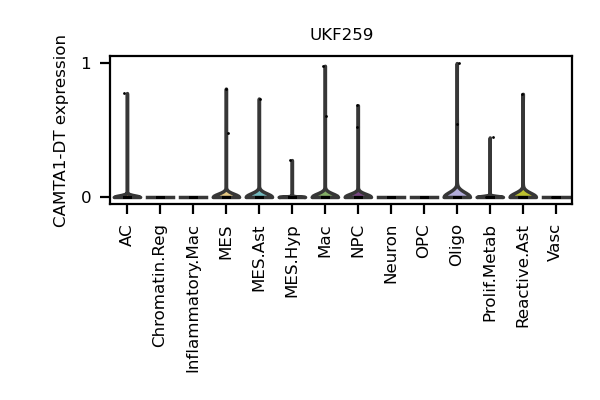 UKF259
CAMTA1-DT expression
1
0
AC
Chromatin.Reg
Inflammatory.Mac
MES
MES.Ast
MES.Hyp
Mac
NPC
Neuron
OPC
Oligo
Prolif.Metab
Reactive.Ast
Vasc